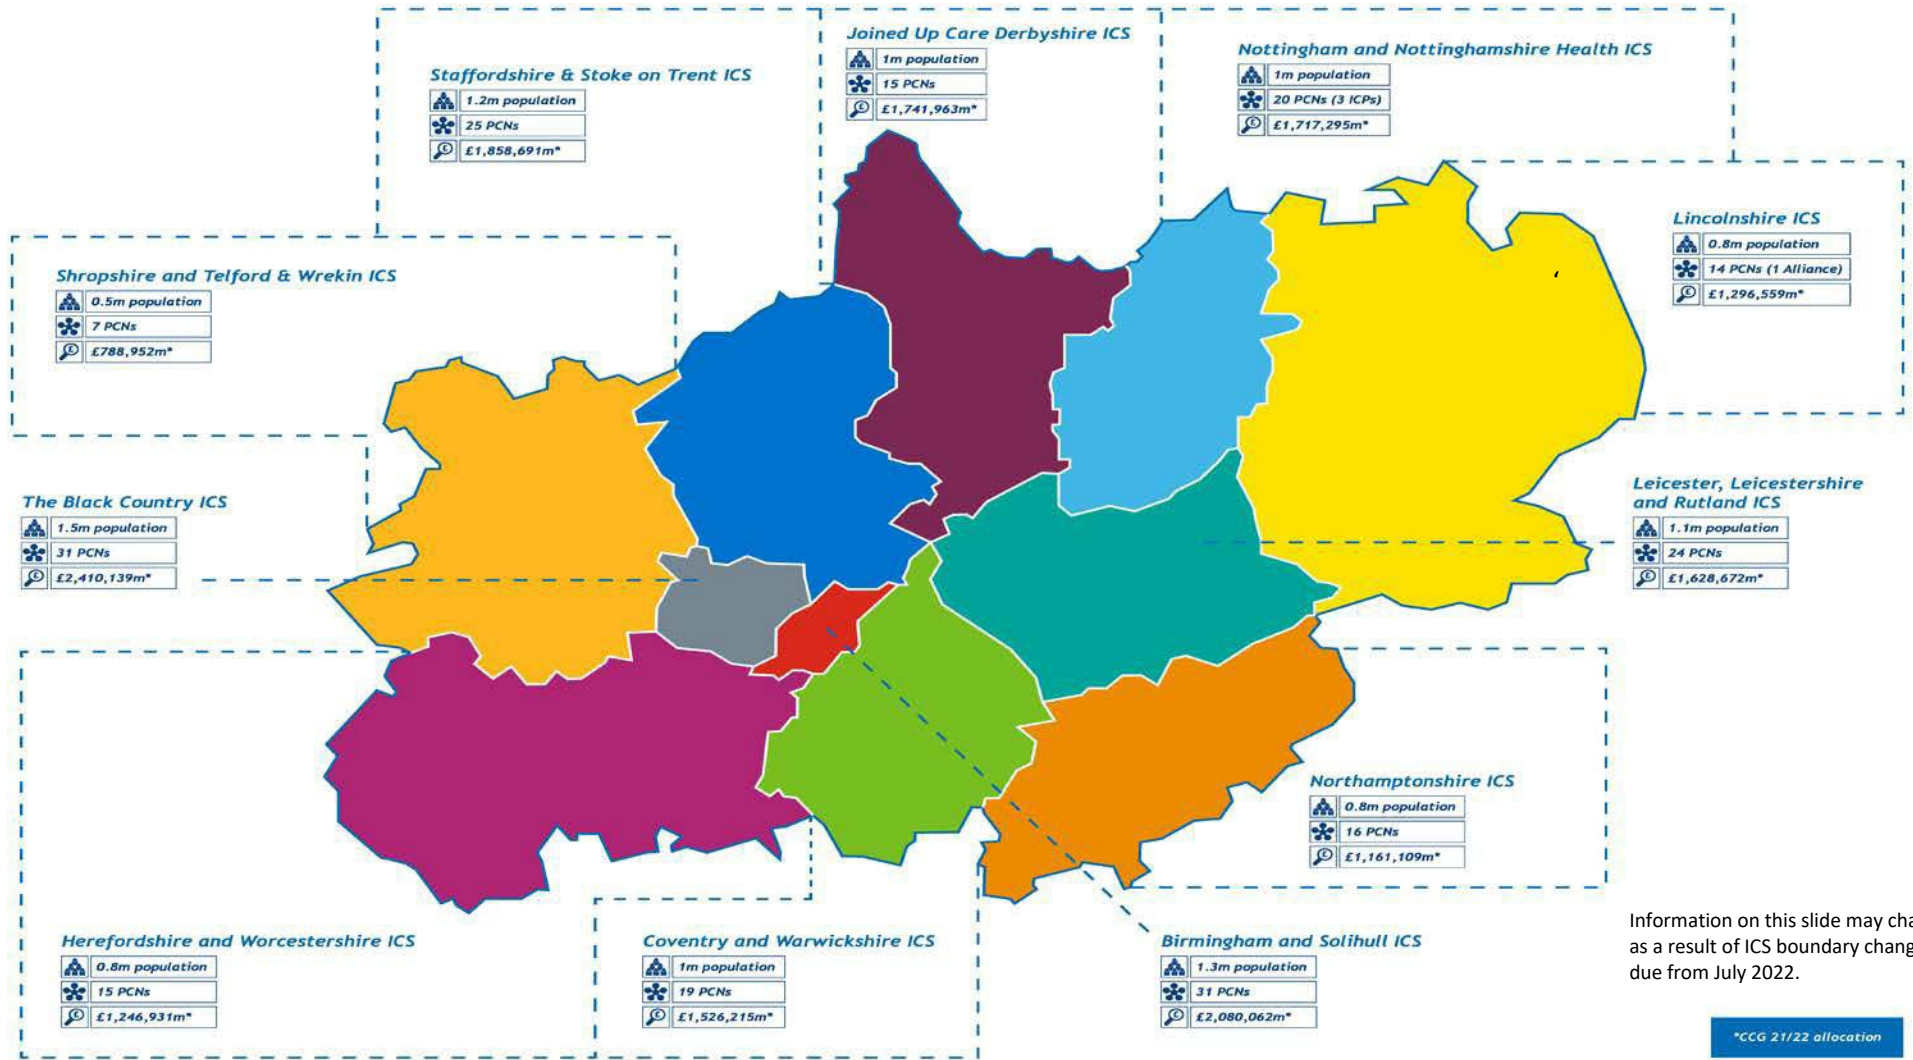 Joined Up Care Derbyshire ICS
1m population
15 PCNs
£1,741,963m*
Nottingham and Nottinghamshire Health ICS
1m population
20 PCNs (3 ICPs)
£1,717,295m*
Staffordshire & Stoke on Trent ICS
1.2m population
25 PCNs
£1,858,691m*
Lincolnshire ICS
0.8m population
14 PCNs (1 Alliance)
£1,296,559m*
Shropshire and Telford & Wrekin ICS
0.5m population
7 PCNs
£788,952m*
The Black Country ICS
1.5m population
31 PCNs
£2,410,139m*
Leicester, Leicestershire
and Rutland ICS
1.1m population
24 PCNs
£1,628,672m*
Northamptonshire ICS
0.8m population
16 PCNs
£1,161,109m*
Herefordshire and Worcestershire ICS
0.8m population
15 PCNs
£1,246,931m*
Coventry and Warwickshire ICS
1m population
19 PCNs
£1,526,215m*
Birmingham and Solihull ICS
1.3m population
31 PCNs
£2,080,062m*
Information on this slide may cha
as a result of ICS boundary chang
due from July 2022.
*CCG 21/22 allocation